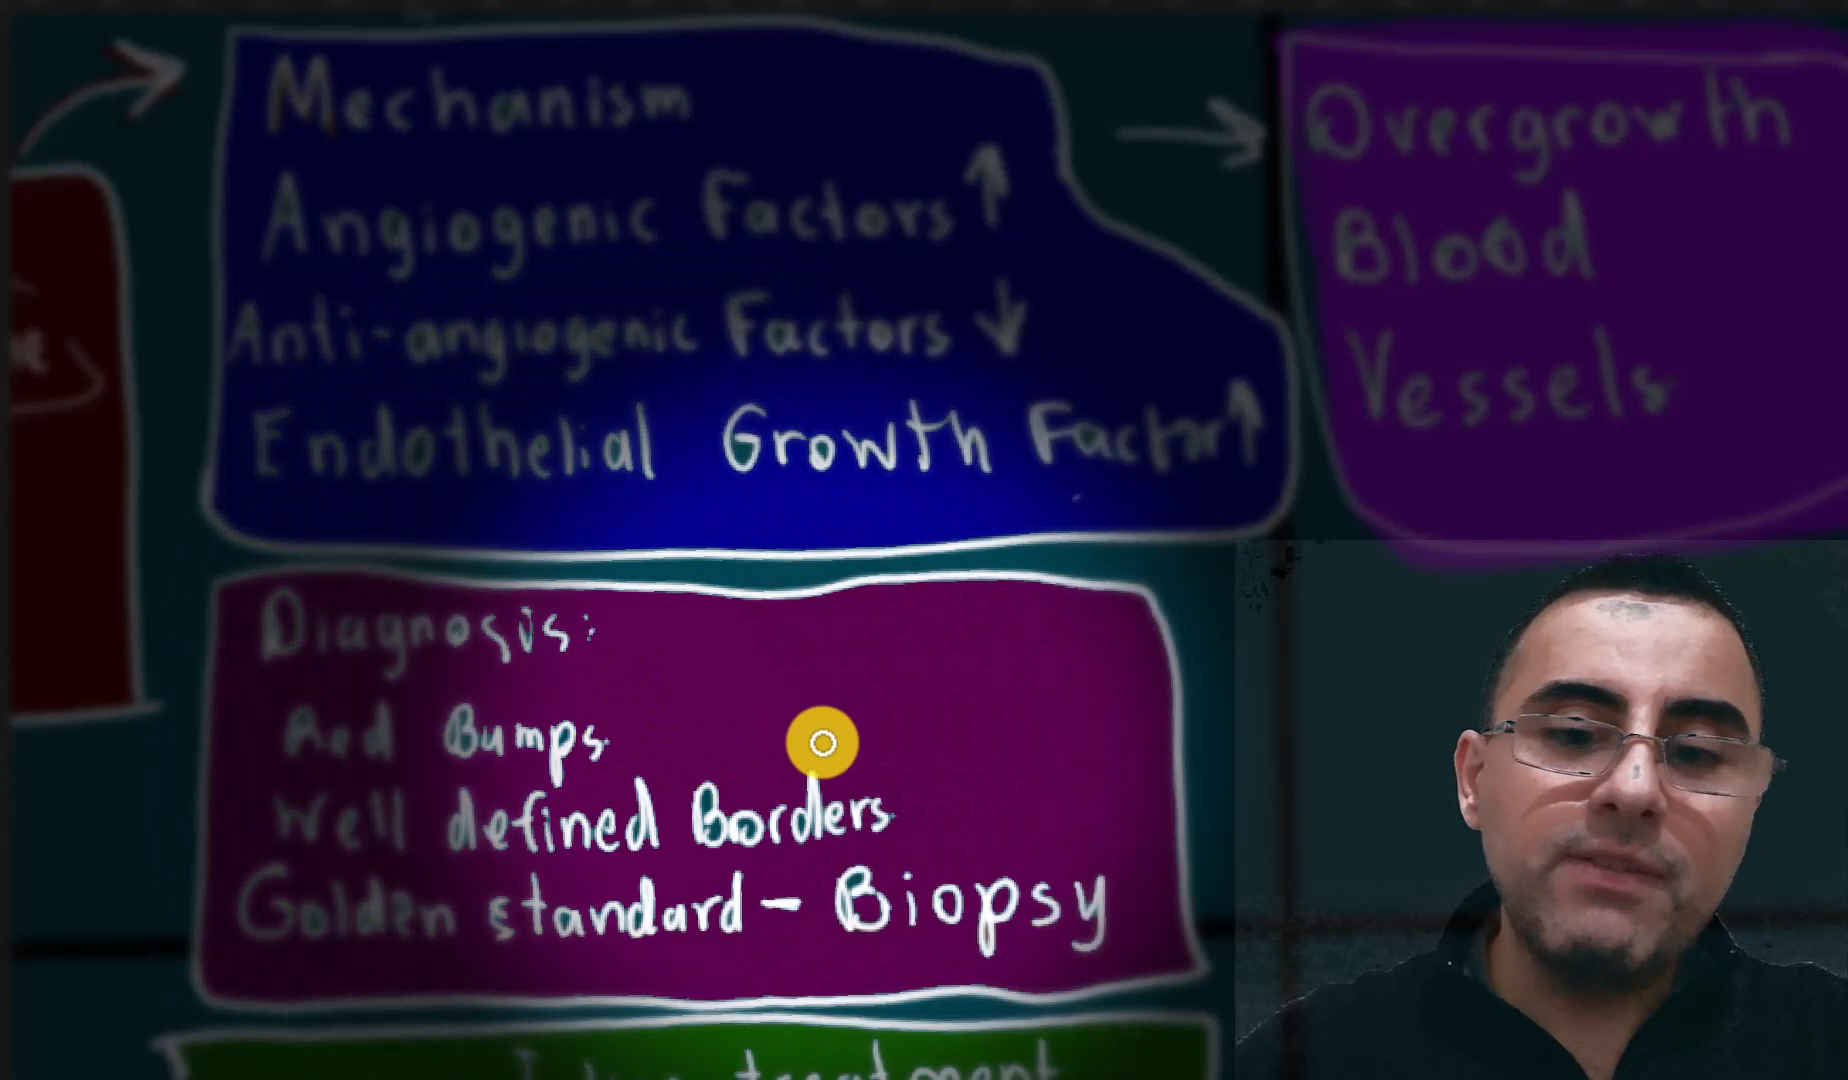 Mechanism
Angiogenic Factors ↑
Anti-angiogenic Factors ↓
Endothelial Growth Factor ↑
Overgrowth
Blood
Vessels
Diagnosis:
Red Bumps
Well defined Borders
Golden standard - Biopsy
treatment